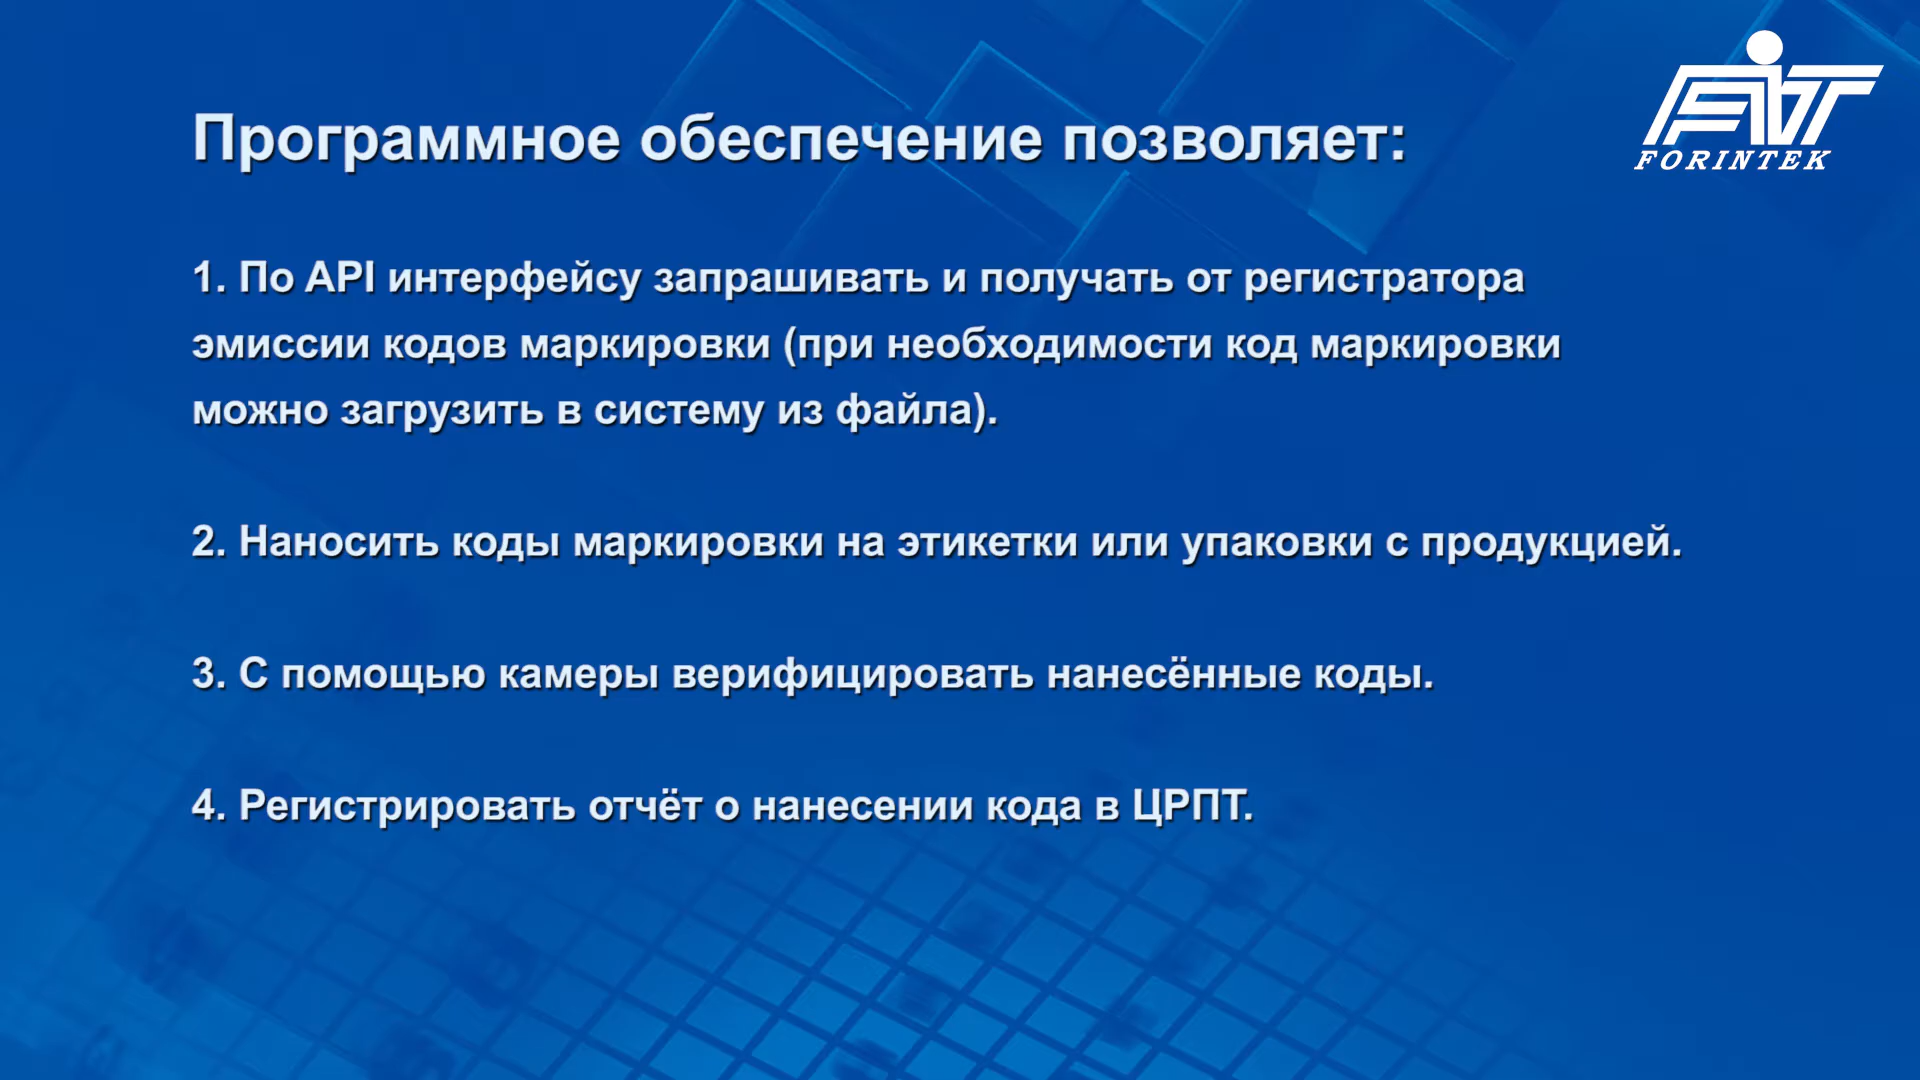 FIT
FORINTEK
Программное обеспечение позволяет:
1. По API интерфейсу запрашивать и получать от регистратора
эмиссии кодов маркировки (при необходимости код маркировки
можно загрузить в систему из файла).
2. Наносить коды маркировки на этикетки или упаковки с продукцией.
3. С помощью камеры верифицировать нанесённые коды.
4. Регистрировать отчёт о нанесении кода в ЦРПТ.